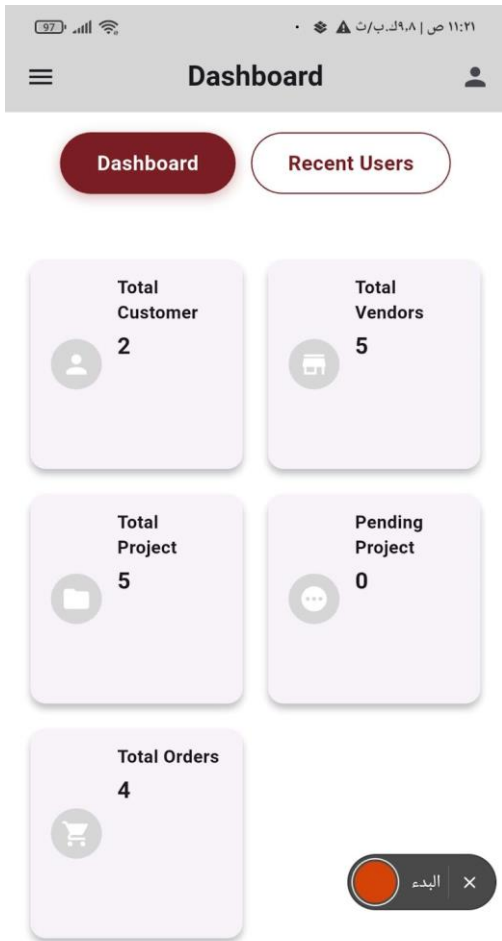 97
١١:٢١ ص | ٩,٨ك.ب/ث
Dashboard
Dashboard
Recent Users
Total
Customer
2
Total
Vendors
5
Total
Project
5
Pending
Project
0
Total Orders
4
البدء